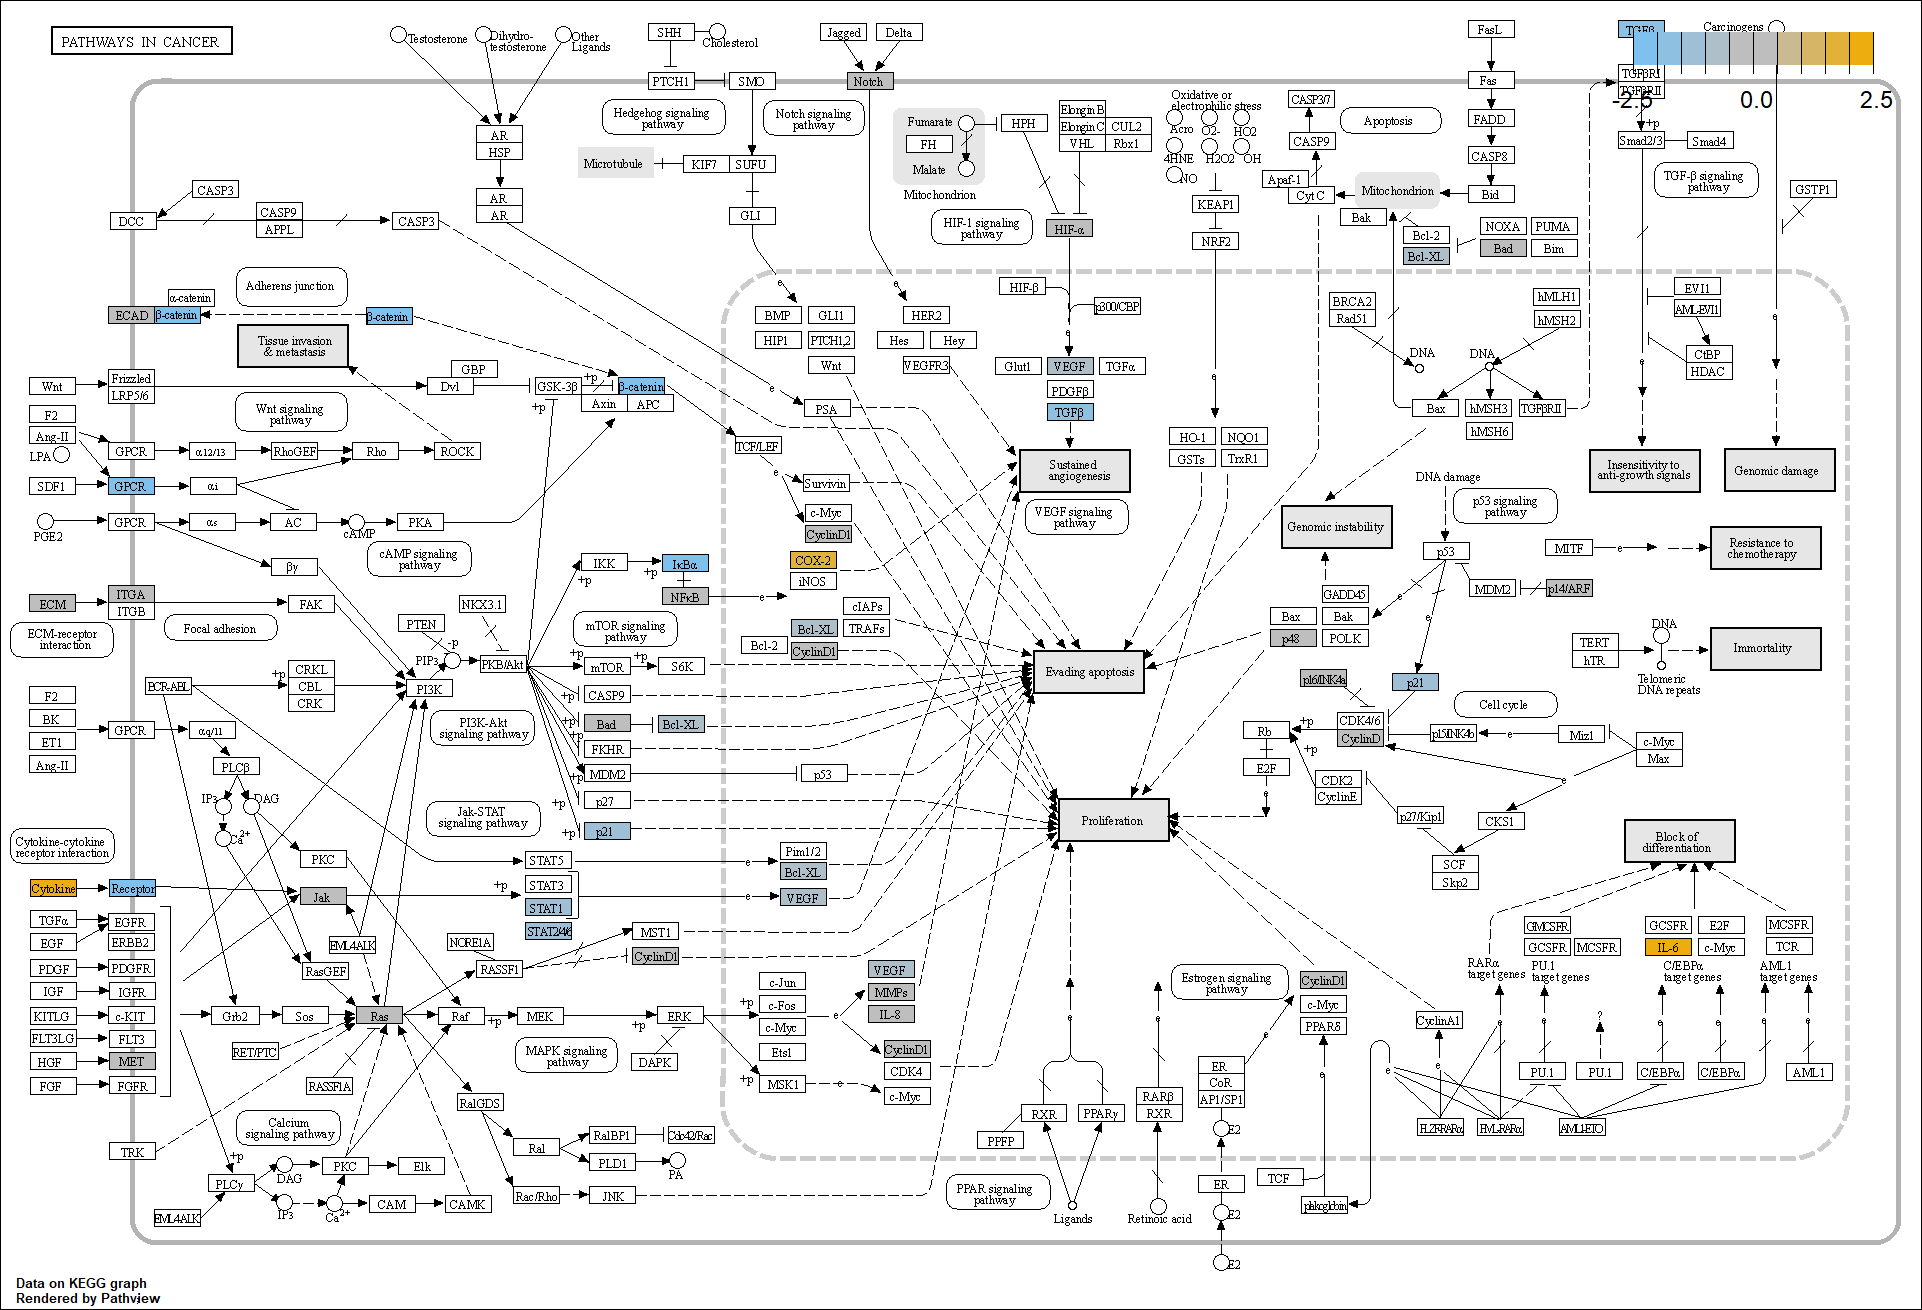 PATHWAYS IN CANCER
Testosterone
Dihydro-
testosterone
Other
Ligands
SHH
Cholesterol
PTCH1
SMO
Hedgehog signaling
pathway
Microtubule
KIF7
SUFU
GLI
Jagged
Delta
Notch
Notch signaling
pathway
Fumarate
FH
Malate
Mitochondrion
HPH
Elongin B
Elongin C
CUL2
VHL
Rbx1
HIF-1 signaling
pathway
HIF-α
Oxidative or
electrophilic stress
Acro
O2-
HO2
4HNE
H2O2
OH
NO
KEAP1
NRF2
CASP3/7
CASP9
Apoptosis
Apaf-1
Cyt C
Mitochondrion
Bak
Bcl-2
Bcl-XL
NOXA
PUMA
Bad
Bim
FasL
Fas
FADD
CASP8
Bid
TGFβ
Carcinogens
TGFβRI
TGFβRII
-2.5
0.0
2.5
+p
Smad2/3
Smad4
TGF-β signaling
pathway
GSTP1
AR
HSP
AR
AR
CASP3
DCC
CASP9
APPL
CASP3
Adherens junction
α-catenin
ECAD
β-catenin
β-catenin
Tissue invasion
& metastasis
Wnt
Frizzled
LRP5/6
Dvl
GBP
GSK-3β
+p
β-catenin
Axin
APC
+p
Wnt signaling
pathway
F2
Ang-II
LPA
GPCR
α12/13
RhoGEF
Rho
ROCK
SDF1
GPCR
αi
PGE2
GPCR
αs
AC
cAMP
PKA
cAMP signaling
pathway
βγ
TCF/LEF
e
BMP
GLI1
HIP1
PTCH1,2
Wnt
e
HER2
Hes
Hey
VEGFR3
HIF-β
p300/CBP
e
Glut1
VEGF
TGFα
PDGFβ
TGFβ
Sustained
angiogenesis
VEGF signaling
pathway
e
PSA
e
Survivin
c-Myc
CyclinD1
COX-2
iNOS
e
HO-1
NQO1
GSTs
TrxR1
BRCA2
Rad51
hMLH1
hMSH2
DNA
DNA
Bax
hMSH3
TGFβRII
hMSH6
EVI1
AML-EVI1
CtBP
HDAC
e
e
Insensitivity to
anti-growth signals
Genomic damage
DNA damage
p53 signaling
pathway
Genomic instability
p53
MDM2
p14/ARF
MITF
e
Resistance to
chemotherapy
ECM
ITGA
ITGB
FAK
ECM-receptor
interaction
Focal adhesion
PTEN
-p
PIP3
NKX3.1
PKB/Akt
PI3K
PI3K-Akt
signaling pathway
IKK
+p
+p
IκBα
NFκB
e
mTOR signaling
pathway
+p
mTOR
+p
S6K
+p
CASP9
+p
Bad
Bcl-XL
+p
FKHR
+p
MDM2
p53
+p
p27
+p
p21
cIAPs
Bcl-XL
TRAFs
Bcl-2
CyclinD1
Evading apoptosis
GADD45
Bax
Bak
p48
POLK
e
e
TERT
hTR
DNA
Telomeric
DNA repeats
Immortality
p16/INK4a
p21
Cell cycle
CDK4/6
CyclinD
p15/INK4b
e
Miz1
c-Myc
Max
+p
Rb
E2F
e
+p
CDK2
CyclinE
e
p27/Kip1
CKS1
SCF
Skp2
Proliferation
BCR-ABL
+p
CRKL
CBL
CRK
F2
BK
ET1
Ang-II
GPCR
αq/11
PLCβ
IP3
DAG
Ca2+
PKC
Jak-STAT
signaling pathway
Cytokine-cytokine
receptor interaction
Cytokine
Receptor
Jak
+p
STAT5
STAT3
STAT1
STAT2/4/6
e
Pim1/2
Bcl-XL
e
VEGF
Block of
differentiation
TGFα
EGFR
EGF
ERBB2
PDGF
PDGFR
IGF
IGFR
KITLG
c-KIT
FLT3LG
FLT3
HGF
MET
FGF
FGFR
EML4ALK
RasGEF
Grb2
Sos
Ras
RET/PTC
RASSF1A
NORE1A
RASSF1
MST1
CyclinD1
Raf
+p
MEK
+p
ERK
DAPK
MAPK signaling
pathway
+p
c-Jun
c-Fos
c-Myc
Ets1
+p
MSK1
e
c-Myc
e
VEGF
MMPs
IL-8
CyclinD1
CDK4
Estrogen signaling
pathway
CyclinD1
c-Myc
PPARδ
e
e
e
e
RARα
target genes
GMCSFR
GCSFR
MCSFR
PU.1
target genes
GCSFR
E2F
IL-6
c-Myc
C/EBPα
target genes
MCSFR
TCR
AML1
target genes
CyclinA1
e
e
e
?
e
e
e
e
PU.1
PU.1
C/EBPα
C/EBPα
AML1
PML-RARα
AML1-ETO
TRK
Calcium
signaling pathway
+p
PLCγ
DAG
PKC
Elk
IP3
Ca2+
CAM
CAMK
EML4ALK
RalGDS
Ral
RalBP1
Cdc42/Rac
PLD1
PA
Rac/Rho
JNK
RXR
PPARγ
PPFP
PPAR signaling
pathway
Ligands
RARβ
RXR
Retinoic acid
ER
CoR
AP1/SP1
E2
ER
E2
E2
TCF
Data on KEGG graph
Rendered by Pathview